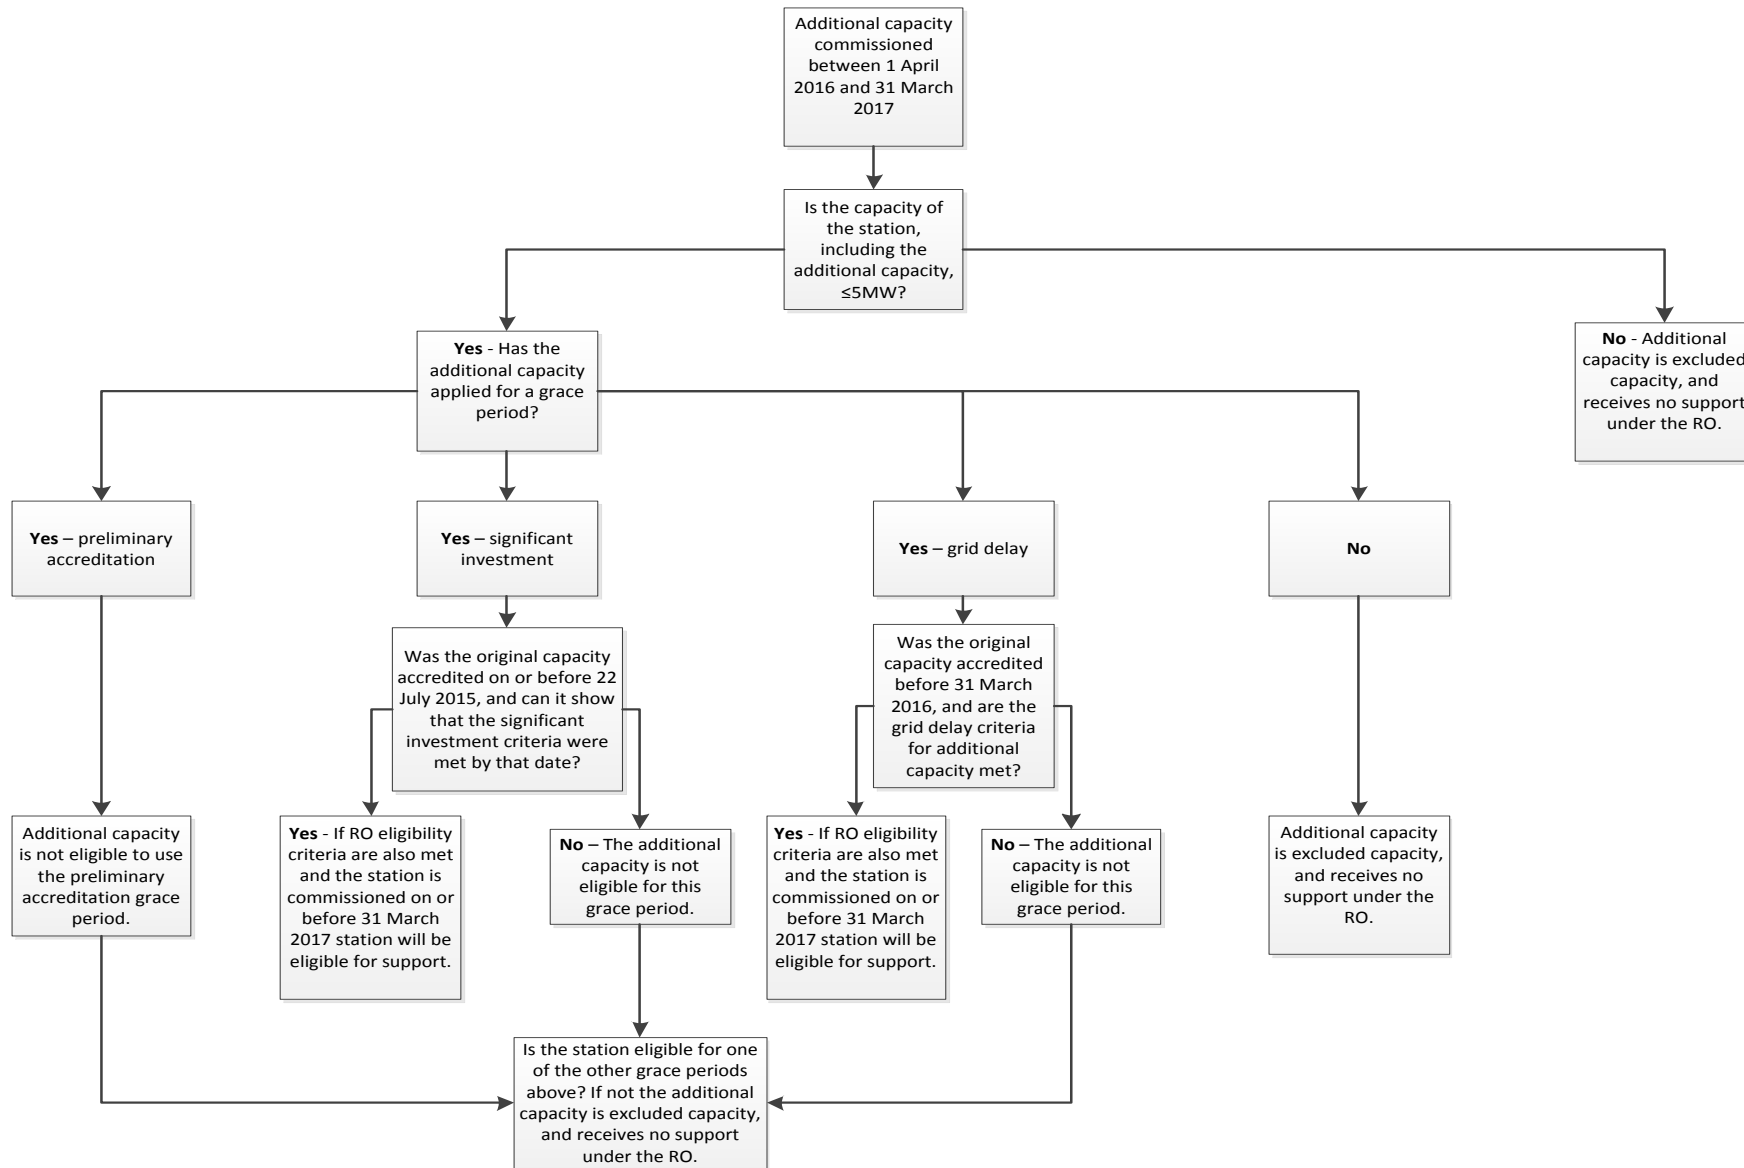 Additional capacity
commissioned
between 1 April
2016 and 31 March
2017
Is the capacity of
the station,
including the
additional capacity,
≤5MW?
Yes - Has the
additional capacity
applied for a grace
period?
No - Additional
capacity is excluded
capacity, and
receives no support
under the RO.
Yes – preliminary
accreditation
Yes – significant
investment
Yes – grid delay
No
Was the original capacity
accredited on or before 22
July 2015, and can it show
that the significant
investment criteria were
met by that date?
Was the original
capacity accredited
before 31 March
2016, and are the
grid delay criteria
for additional
capacity met?
Additional capacity
is not eligible to use
the preliminary
accreditation grace
period.
Yes - If RO eligibility
criteria are also met
and the station is
commissioned on or
before 31 March
2017 station will be
eligible for support.
No – The additional
capacity is not
eligible for this
grace period.
Yes - If RO eligibility
criteria are also met
and the station is
commissioned on or
before 31 March
2017 station will be
eligible for support.
No – The additional
capacity is not
eligible for this
grace period.
Additional capacity
is excluded capacity,
and receives no
support under the
RO.
Is the station eligible for one
of the other grace periods
above? If not the additional
capacity is excluded capacity,
and receives no support
under the RO.